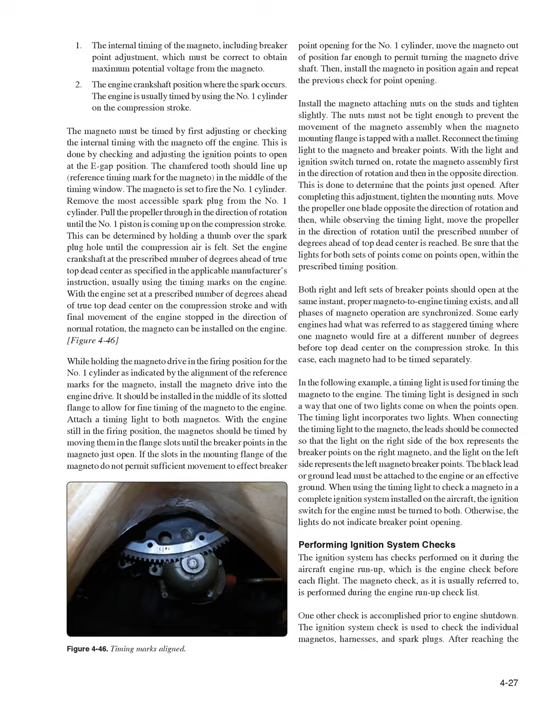 1. The internal timing of the magneto, including breaker
point adjustment, which must be correct to obtain
maximum potential voltage from the magneto.
2. The engine crankshaft position where the spark occurs.
The engine is usually timed by using the No. 1 cylinder
on the compression stroke.
The magneto must be timed by first adjusting or checking
the internal timing with the magneto off the engine. This is
done by checking and adjusting the ignition points to open
at the E-gap position. The chamfered tooth should line up
(reference timing mark for the magneto) in the middle of the
timing window. The magneto is set to fire the No. 1 cylinder.
Remove the most accessible spark plug from the No. 1
cylinder. Pull the propeller through in the direction of rotation
until the No. 1 piston is coming up on the compression stroke.
This can be determined by holding a thumb over the spark
plug hole until the compression air is felt. Set the engine
crankshaft at the prescribed number of degrees ahead of true
top dead center as specified in the applicable manufacturer's
instruction, usually using the timing marks on the engine.
With the engine set at a prescribed number of degrees ahead
of true top dead center on the compression stroke and with
final movement of the engine stopped in the direction of
normal rotation, the magneto can be installed on the engine.
[Figure 4-46]
While holding the magneto drive in the firing position for the
No. 1 cylinder as indicated by the alignment of the reference
marks for the magneto, install the magneto drive into the
engine drive. It should be installed in the middle of its slotted
flange to allow for fine timing of the magneto to the engine.
Attach a timing light to both magnetos. With the engine
still in the firing position, the magnetos should be timed by
moving them in the flange slots until the breaker points in the
magneto just open. If the slots in the mounting flange of the
magneto do not permit sufficient movement to effect breaker
Figure 4-46. Timing marks aligned.
point opening for the No. 1 cylinder, move the magneto out
of position far enough to permit turning the magneto drive
shaft. Then, install the magneto in position again and repeat
the previous check for point opening.
Install the magneto attaching nuts on the studs and tighten
slightly. The nuts must not be tight enough to prevent the
movement of the magneto assembly when the magneto
mounting flange is tapped with a mallet. Reconnect the timing
light to the magneto and breaker points. With the light and
ignition switch turned on, rotate the magneto assembly first
in the direction of rotation and then in the opposite direction.
This is done to determine that the points just opened. After
completing this adjustment, tighten the mounting nuts. Move
the propeller one blade opposite the direction of rotation and
then, while observing the timing light, move the propeller
in the direction of rotation until the prescribed number of
degrees ahead of top dead center is reached. Be sure that the
lights for both sets of points come on points open, within the
prescribed timing position.
Both right and left sets of breaker points should open at the
same instant, proper magneto-to-engine timing exists, and all
phases of magneto operation are synchronized. Some early
engines had what was referred to as staggered timing where
one magneto would fire at a different number of degrees
before top dead center on the compression stroke. In this
case, each magneto had to be timed separately.
In the following example, a timing light is used for timing the
magneto to the engine. The timing light is designed in such
a way that one of two lights come on when the points open.
The timing light incorporates two lights. When connecting
the timing light to the magneto, the leads should be connected
so that the light on the right side of the box represents the
breaker points on the right magneto, and the light on the left
side represents the left magneto breaker points. The black lead
or ground lead must be attached to the engine or an effective
ground. When using the timing light to check a magneto in a
complete ignition system installed on the aircraft, the ignition
switch for the engine must be turned to both. Otherwise, the
lights do not indicate breaker point opening.
Performing Ignition System Checks
The ignition system has checks performed on it during the
aircraft engine run-up, which is the engine check before
each flight. The magneto check, as it is usually referred to,
is performed during the engine run-up check list.
One other check is accomplished prior to engine shutdown.
The ignition system check is used to check the individual
magnetos, harnesses, and spark plugs. After reaching the
4-27